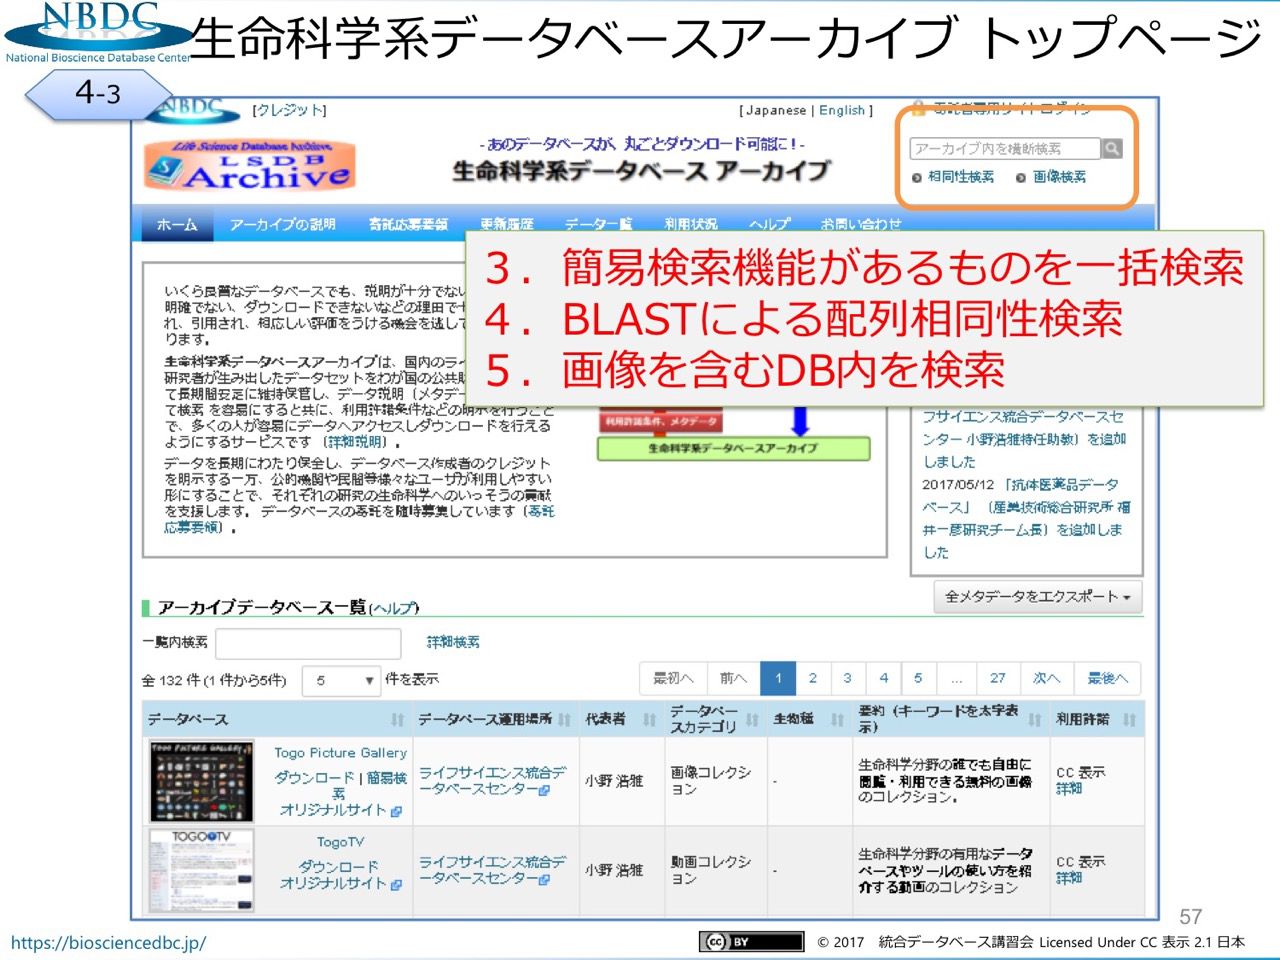 NBDC
National Bioscience Database Center
生命科学系データベースアーカイブ トップページ
4-3
NBDC
[クレジット]
[ Japanese | English ]
委託者専用サイトログイン
Life Science Database Archive
LSDB
Archive
-あのデータベースが、丸ごとダウンロード可能に！-
生命科学系データベース アーカイブ
アーカイブ内を横断検索
相同性検索
画像検索
ホーム
アーカイブの説明
寄託応募要領
更新履歴
データ一覧
利用状況
ヘルプ
お問い合わせ
３．簡易検索機能があるものを一括検索
４．BLASTによる配列相同性検索
５．画像を含むDB内を検索
いくら良質なデータベースでも、説明が十分でない
明確でない、ダウンロードできないなどの理由で
れ、引用され、相応しい評価をうける機会を逃して
ります。
生命科学系データベースアーカイブは、国内のラ
研究者が生み出したデータセットをわが国の公共
て長期間安定に維持保管し、データ説明（メタデー
て検索 を容易にすると共に、利用許諾条件などの明示を行うこと
で、多くの人が容易にデータへアクセスしダウンロードを行える
ようにするサービスです（詳細説明）.
データを長期にわたり保全し、データベース作成者のクレジット
を明示する一方、公的機関や民間等様々なユーザが利用しやすい
形にすることで、それぞれの研究の生命科学へのいっそうの貢献
を支援します。 データベースの寄託を随時募集しています（寄託
応募要領）.
利用許諾条件、メタデータ
生命科学系データベースアーカイブ
フサイエンス統合データベースセ
ンター 小野浩雅特任助教）を追加
しました
2017/05/12 「抗体医薬品データ
ベース」（産業技術総合研究所 福
井一彦研究チーム長）を追加しま
した
アーカイブデータベース一覧(ヘルプ)
全メタデータをエクスポート
一覧内検索
詳細検索
全 132 件 (1 件から5件) 5 件を表示
最初へ 前へ 1 2 3 4 5 ... 27 次へ 最後へ
データベース
データベース運用場所
代表者
データベー
スカテゴリ
生物種
要約（キーワードを太字表
示）
利用許諾
TOGO PICTURE GALLERY
Togo Picture Gallery
ダウンロード | 簡易検
索
オリジナルサイト
ライフサイエンス統合デ
ータベースセンター
小野 浩雅
画像コレクシ
ョン
-
生命科学分野の誰でも自由に
閲覧・利用できる無料の画像
のコレクション。
CC 表示
詳細
TOGOTV
TogoTV
ダウンロード
オリジナルサイト
ライフサイエンス統合デ
ータベースセンター
小野 浩雅
動画コレクシ
ョン
-
生命科学分野の有用なデータ
ベースやツールの使い方を紹
介する動画のコレクション
CC 表示
詳細
57
https://biosciencedbc.jp/
cc BY
© 2017 統合データベース講習会 Licensed Under CC 表示 2.1 日本